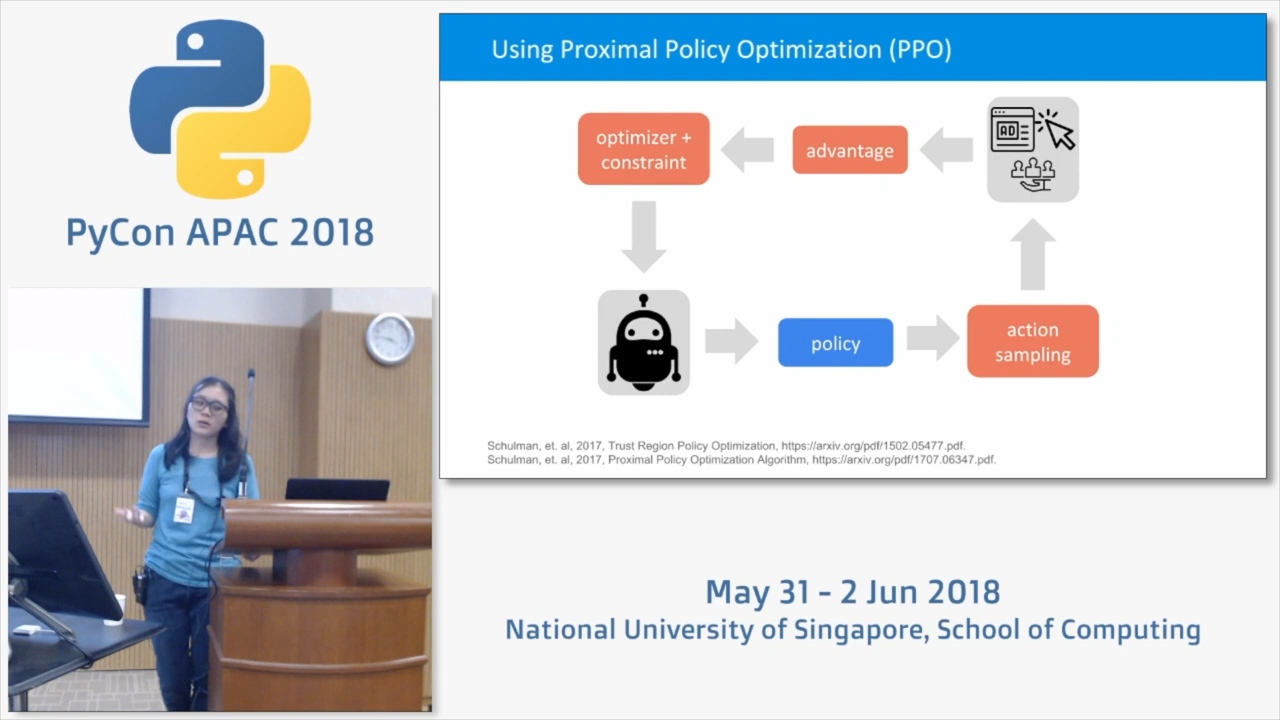 PyCon APAC 2018
Using Proximal Policy Optimization (PPO)
optimizer +
constraint
advantage
AD
policy
action
sampling
Schulman, et. al, 2017, Trust Region Policy Optimization, https://arxiv.org/pdf/1502.05477.pdf.
Schulman, et. al, 2017, Proximal Policy Optimization Algorithm, https://arxiv.org/pdf/1707.06347.pdf.
May 31 - 2 Jun 2018
National University of Singapore, School of Computing